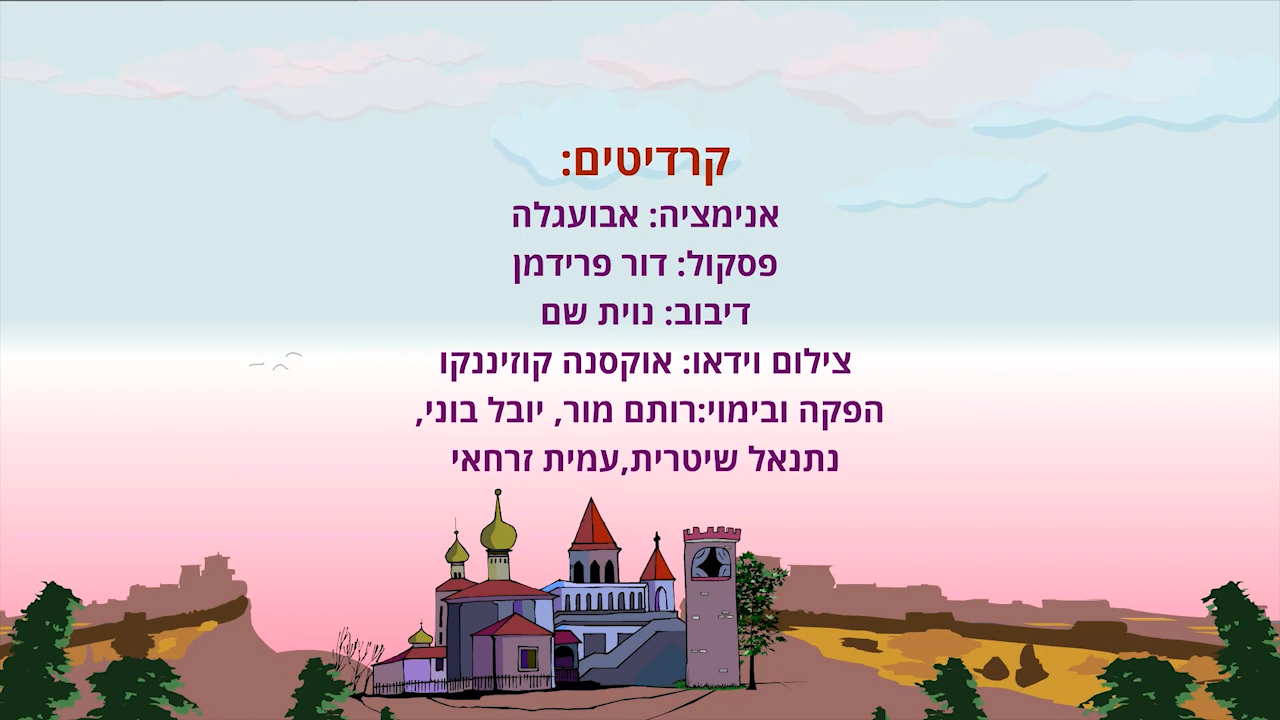 קרדיטים:
אנימציה: אבועגלה
פסקול: דור פרידמן
דיבוב: נוית שם
צילום וידאו: אוקסנה קוזיננקו
הפקה ובימוי:רותם מור, יובל בוני,
נתנאל שיטרית,עמית זרחאי